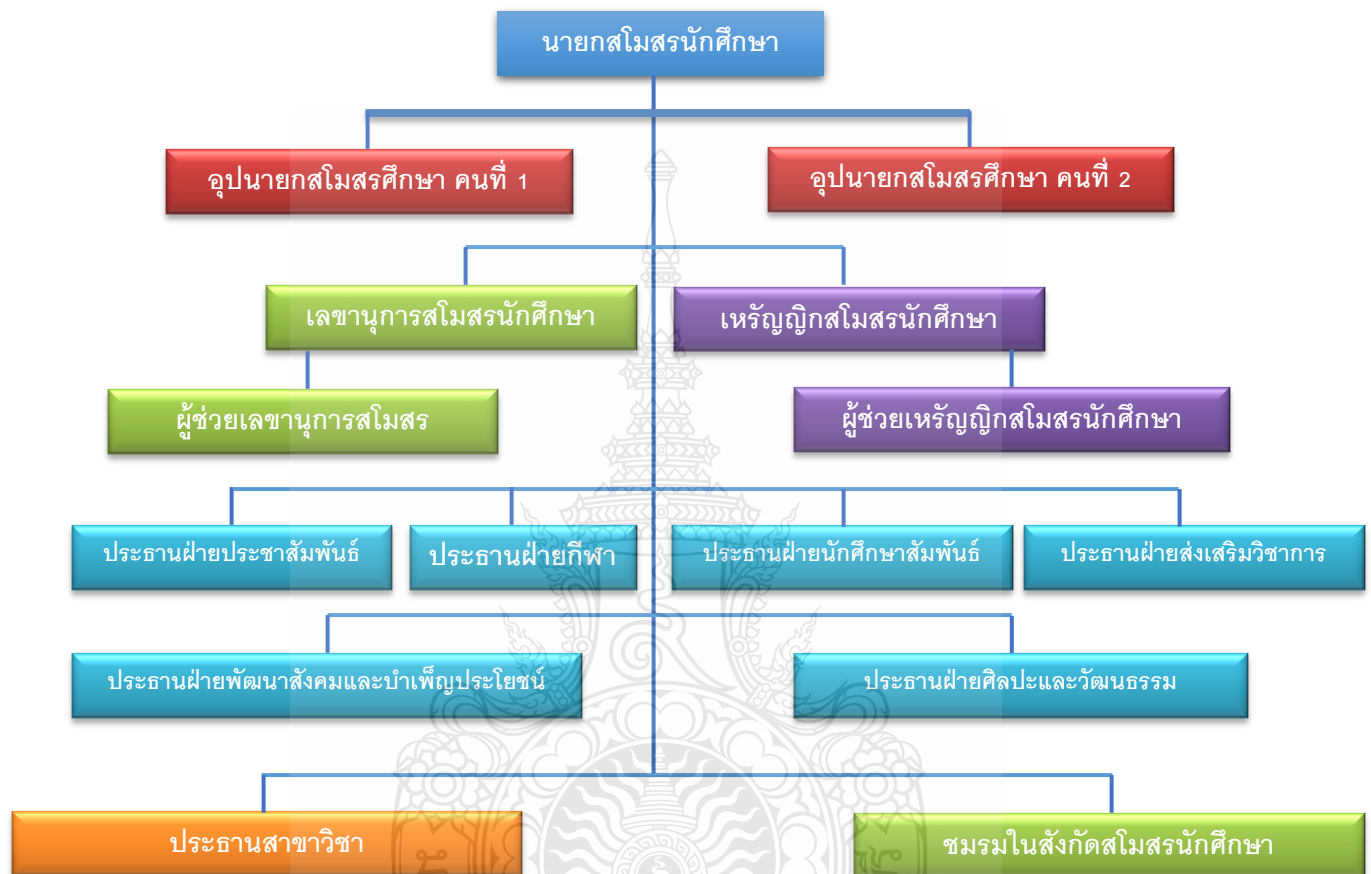 นายกสโมสรนักศึกษา
อุปนายกสโมสรศึกษา คนที่ 1
อุปนายกสโมสรศึกษา คนที่ 2
เลขานุการสโมสรนักศึกษา
เหรัญญิกสโมสรนักศึกษา
ผู้ช่วยเลขานุการสโมสร
ผู้ช่วยเหรัญญิกสโมสรนักศึกษา
ประธานฝ่ายประชาสัมพันธ์
ประธานฝ่ายกีฬา
ประธานฝ่ายนักศึกษาสัมพันธ์
ประธานฝ่ายส่งเสริมวิชาการ
ประธานฝ่ายพัฒนาสังคมและบำเพ็ญประโยชน์
ประธานฝ่ายศิลปะและวัฒนธรรม
ประธานสาขาวิชา
ชมรมในสังกัดสโมสรนักศึกษา